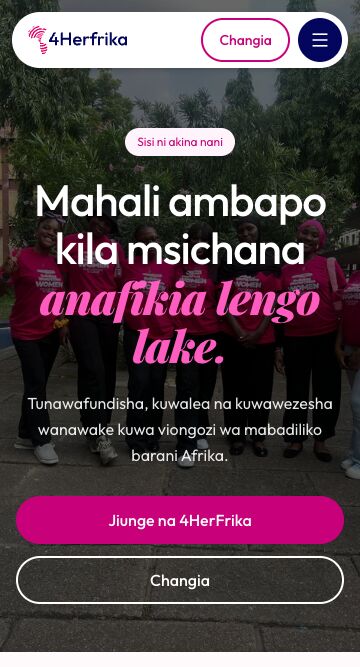 4Herfrika
Changia
Sisi ni akina nani
Mahali ambapo
kila msichana
anafikia lengo
lake.
Tunawafundisha, kuwalea na kuwawezesha
wanawake kuwa viongozi wa mabadiliko
barani Afrika.
Jiunge na 4HerFrika
Changia